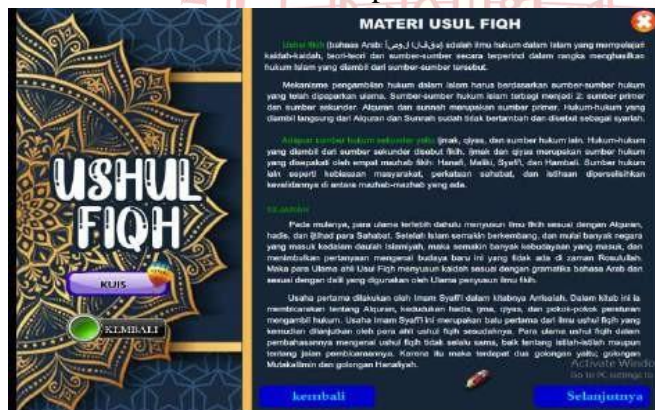 USHUL
FIQH
KUIS
KEMBALI
MATERI USUL FIQH
Ushul fikih (bahasa Arab: أصول الفقه) adalah ilmu hukum dalam Islam yang mempelajari
kaidah-kaidah, teori-teori dan sumber-sumber secara terperinci dalam rangka menghasilkan
hukum Islam yang diambil dari sumber-sumber tersebut.
Mekanisme pengambilan hukum dalam Islam harus berdasarkan sumber-sumber hukum
yang telah dipaparkan ulama. Sumber-sumber hukum islam terbagi menjadi 2: sumber primer
dan sumber sekunder. Alquran dan sunnah merupakan sumber primer. Hukum-hukum yang
diambil langsung dari Alquran dan Sunnah sudah tidak bertambah dan disebut sebagai syariah.
Adapun sumber hukum sekunder yaitu ijmak, qiyas, dan sumber hukum lain. Hukum-hukum
yang diambil dari sumber sekunder disebut fikih. Ijmak dan qiyas merupakan sumber hukum
yang disepakati oleh empat mazhab fikih: Hanafi, Maliki, Syafi'i, dan Hambali. Sumber hukum
lain seperti kebiasaan masyarakat, perkataan sahabat, dan istihsan diperselisihkan
kevalidannya di antara mazhab-mazhab yang ada.
Pada mulanya, para ulama terlebih dahulu menyusun ilmu fikih sesuai dengan Alquran,
hadis, dan ijtihad para Sahabat. Setelah Islam semakin berkembang, dan mulai banyak negara
yang masuk kedalam daulah Islamiyah, maka semakin banyak kebudayaan yang masuk, dan
menimbulkan pertanyaan mengenai budaya baru ini yang tidak ada di zaman Rosulullah.
Maka para Ulama ahli Usul Fiqh menyusun kaidah sesuai dengan gramatika bahasa Arab dan
sesuai dengan dalil yang digunakan oleh Ulama penyusun ilmu fikih.
Usaha pertama dilakukan oleh Imam Syafi'i dalam kitabnya Arrisalah. Dalam kitab ini ia
membicarakan tentang Alquran, kedudukan hadis, ijma, qiyas, dan pokok-pokok peraturan
mengambil hukum. Usaha Imam Syafi'i ini merupakan batu pertama dari ilmu ushul fiqh yang
kemudian dilanjutkan oleh para ahli ushul fiqh sesudahnya. Para ulama ushul fiqh dalam
pembahasannya mengenai ushul fiqh tidak selalu sama, baik tentang istilah-istilah maupun
tentang jalan pembicaraannya. Karena itu maka terdapat dua golongan yaitu; golongan
Mutakallimin dan golongan Hanafiyah.
Activate Windo
Go to PC settings to
kembali
Selanjutnya